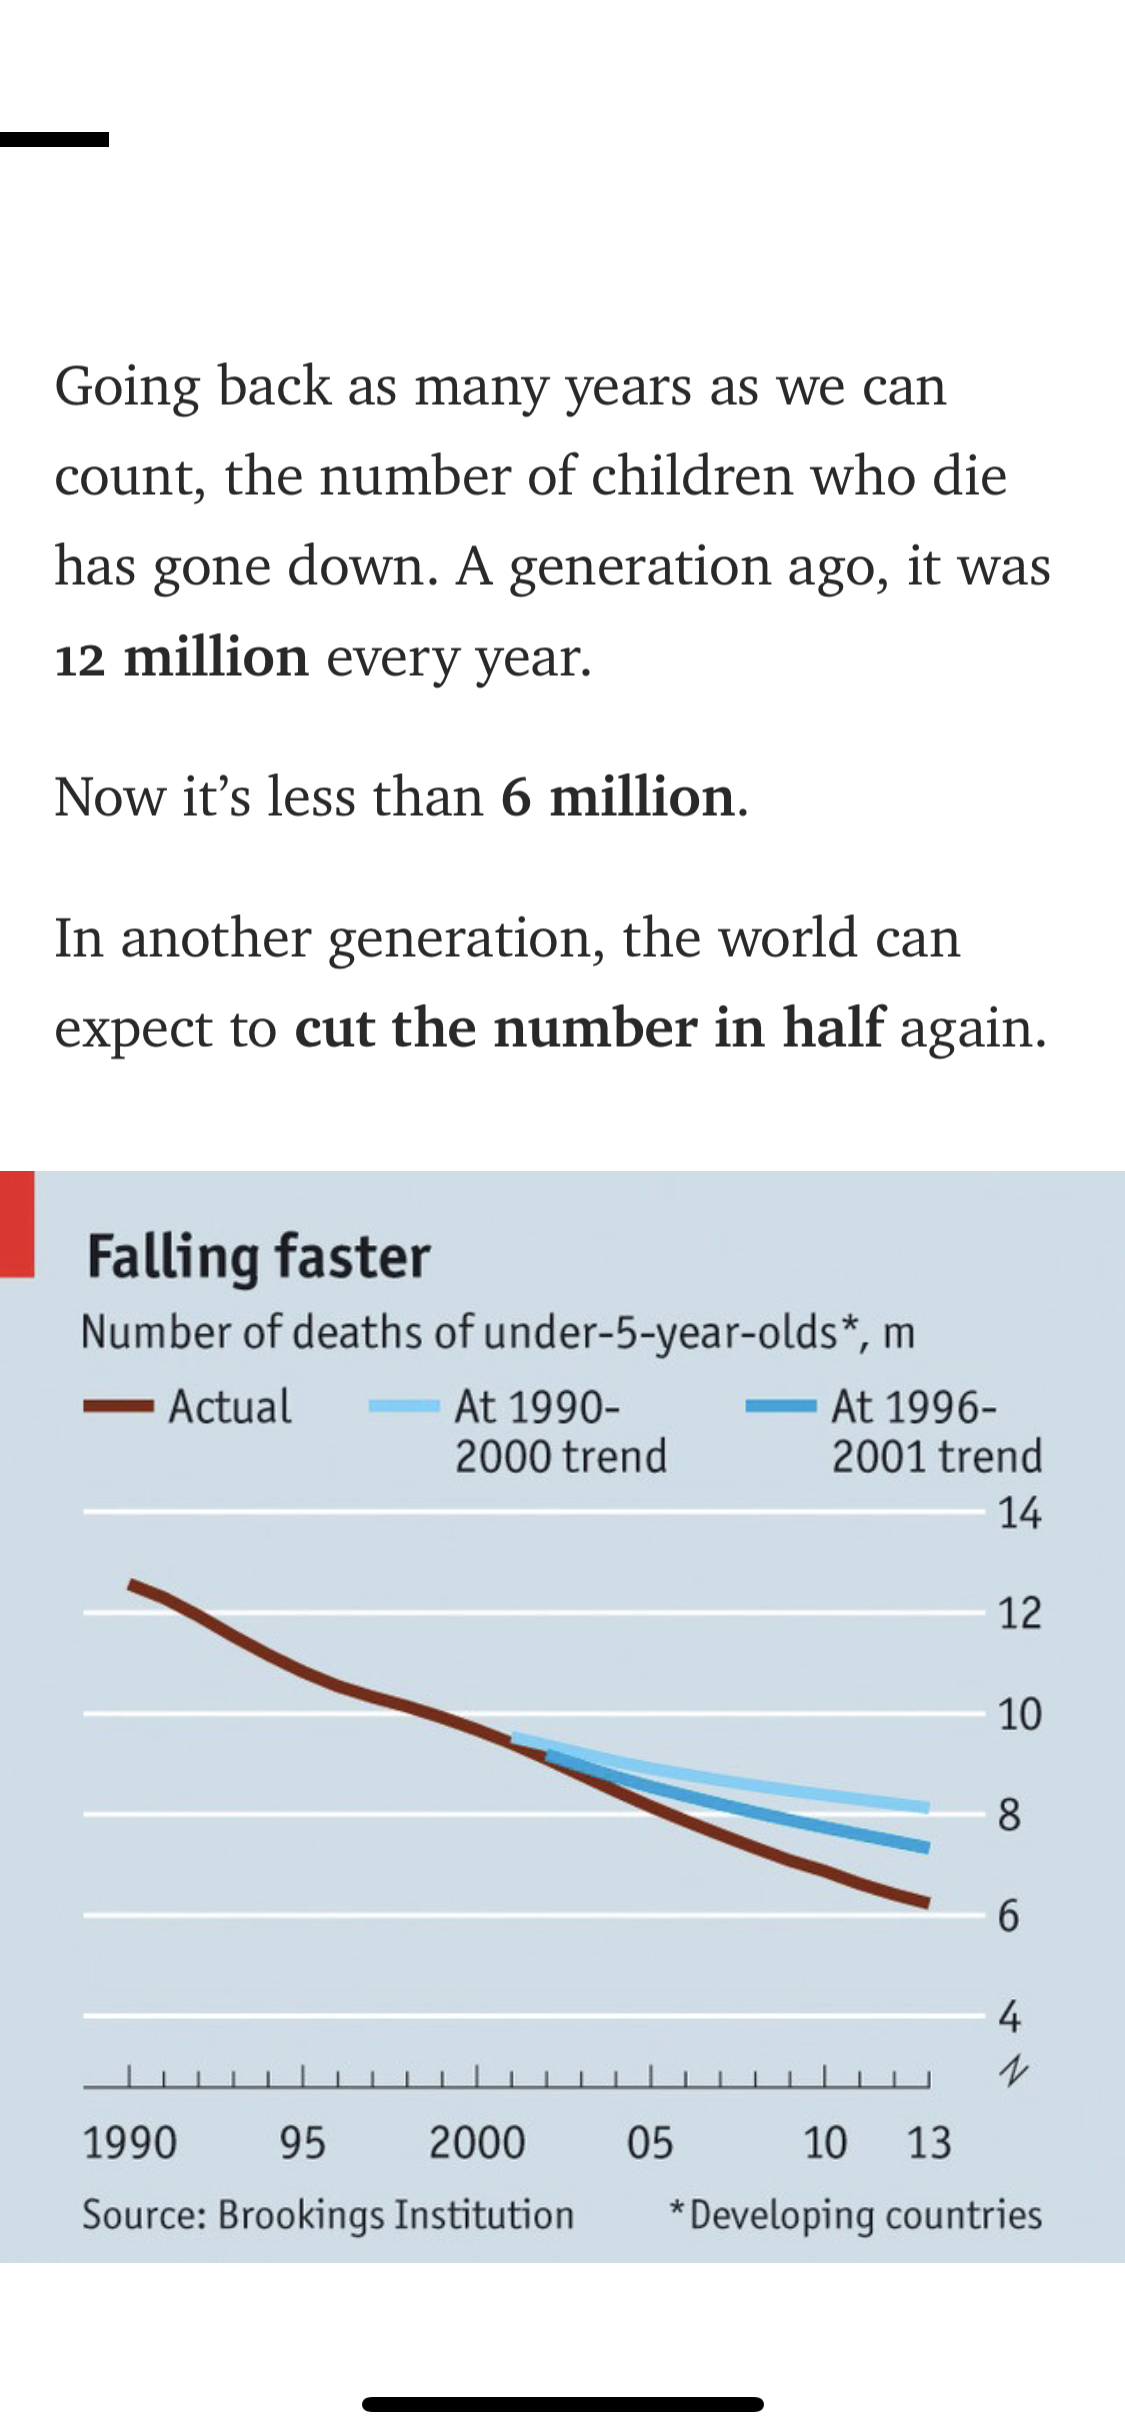 Going back as many years as we can
count, the number of children who die
has gone down. A generation ago, it was
12 million every year.
Now it’s less than 6 million.
In another generation, the world can
expect to cut the number in half again.
Falling faster
Number of deaths of under-5-year-olds*, m
Actual
At 1990-
2000 trend
At 1996-
2001 trend
14
12
10
8
6
4
1990 95 2000 05 10 13
Source: Brookings Institution *Developing countries